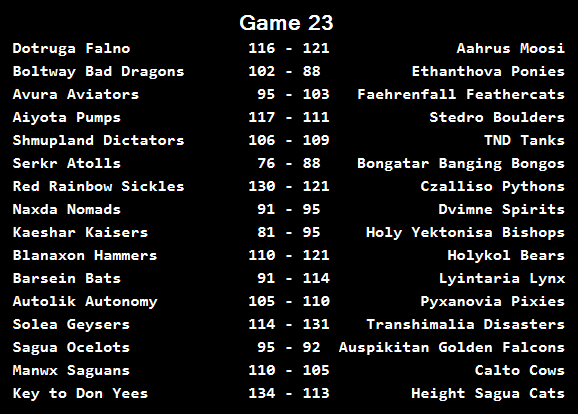 Game 23
Dotruga Falno 116 - 121 Aahrus Moosi
Boltway Bad Dragons 102 - 88 Ethanthova Ponies
Avura Aviators 95 - 103 Faehrenfall Feathercats
Aiyota Pumps 117 - 111 Stedro Boulders
Shmupland Dictators 106 - 109 TND Tanks
Serkr Atolls 76 - 88 Bongatar Banging Bongos
Red Rainbow Sickles 130 - 121 Czalliso Pythons
Naxda Nomads 91 - 95 Dvimne Spirits
Kaeshar Kaisers 81 - 95 Holy Yektonisa Bishops
Blanaxon Hammers 110 - 121 Holykol Bears
Barsein Bats 91 - 114 Lyintaria Lynx
Autolik Autonomy 105 - 110 Pyxanovia Pixies
Solea Geysers 114 - 131 Transhimalia Disasters
Sagua Ocelots 95 - 92 Auspikitan Golden Falcons
Manwx Saguans 110 - 105 Calto Cows
Key to Don Yees 134 - 113 Height Sagua Cats